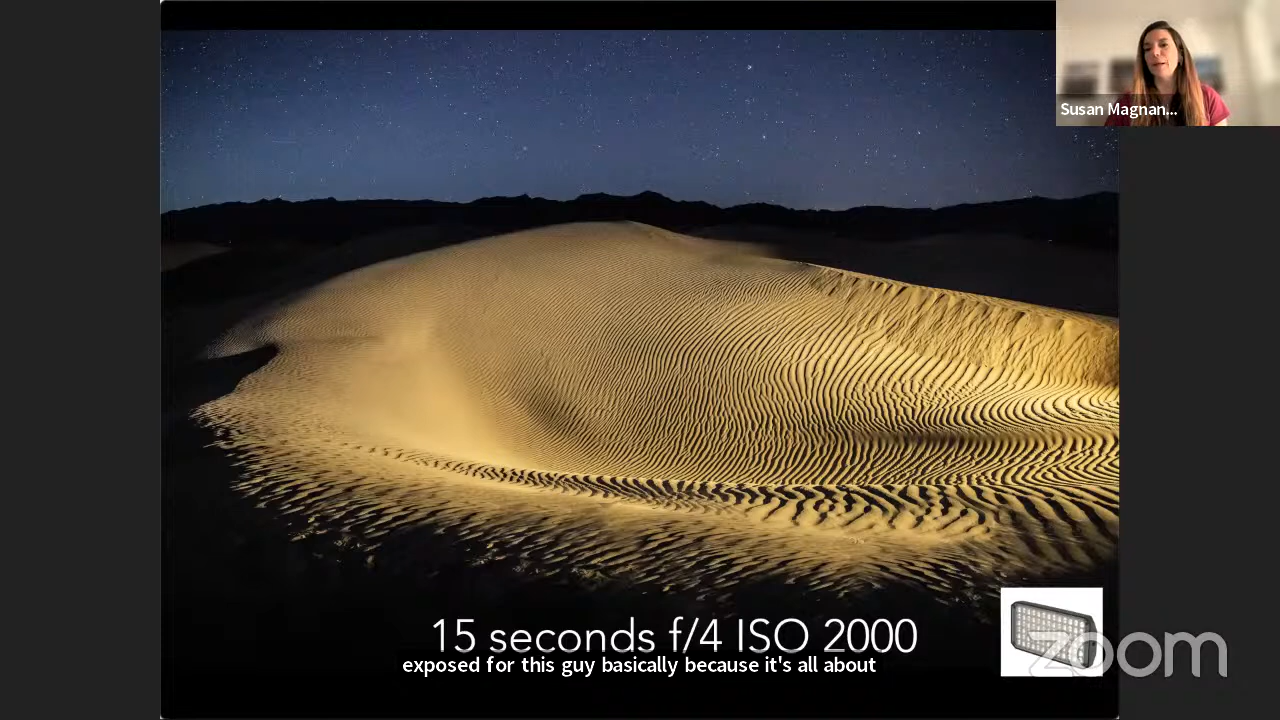 Susan Magnan...
15 seconds f/4 ISO 2000
exposed for this guy basically because it's all about
zoom